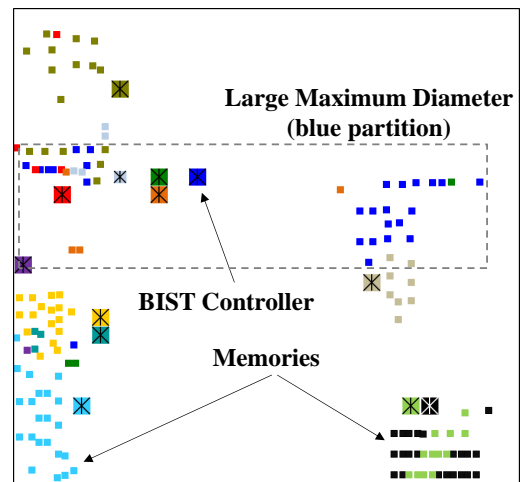 Large Maximum Diameter
(blue partition)
BIST Controller
Memories